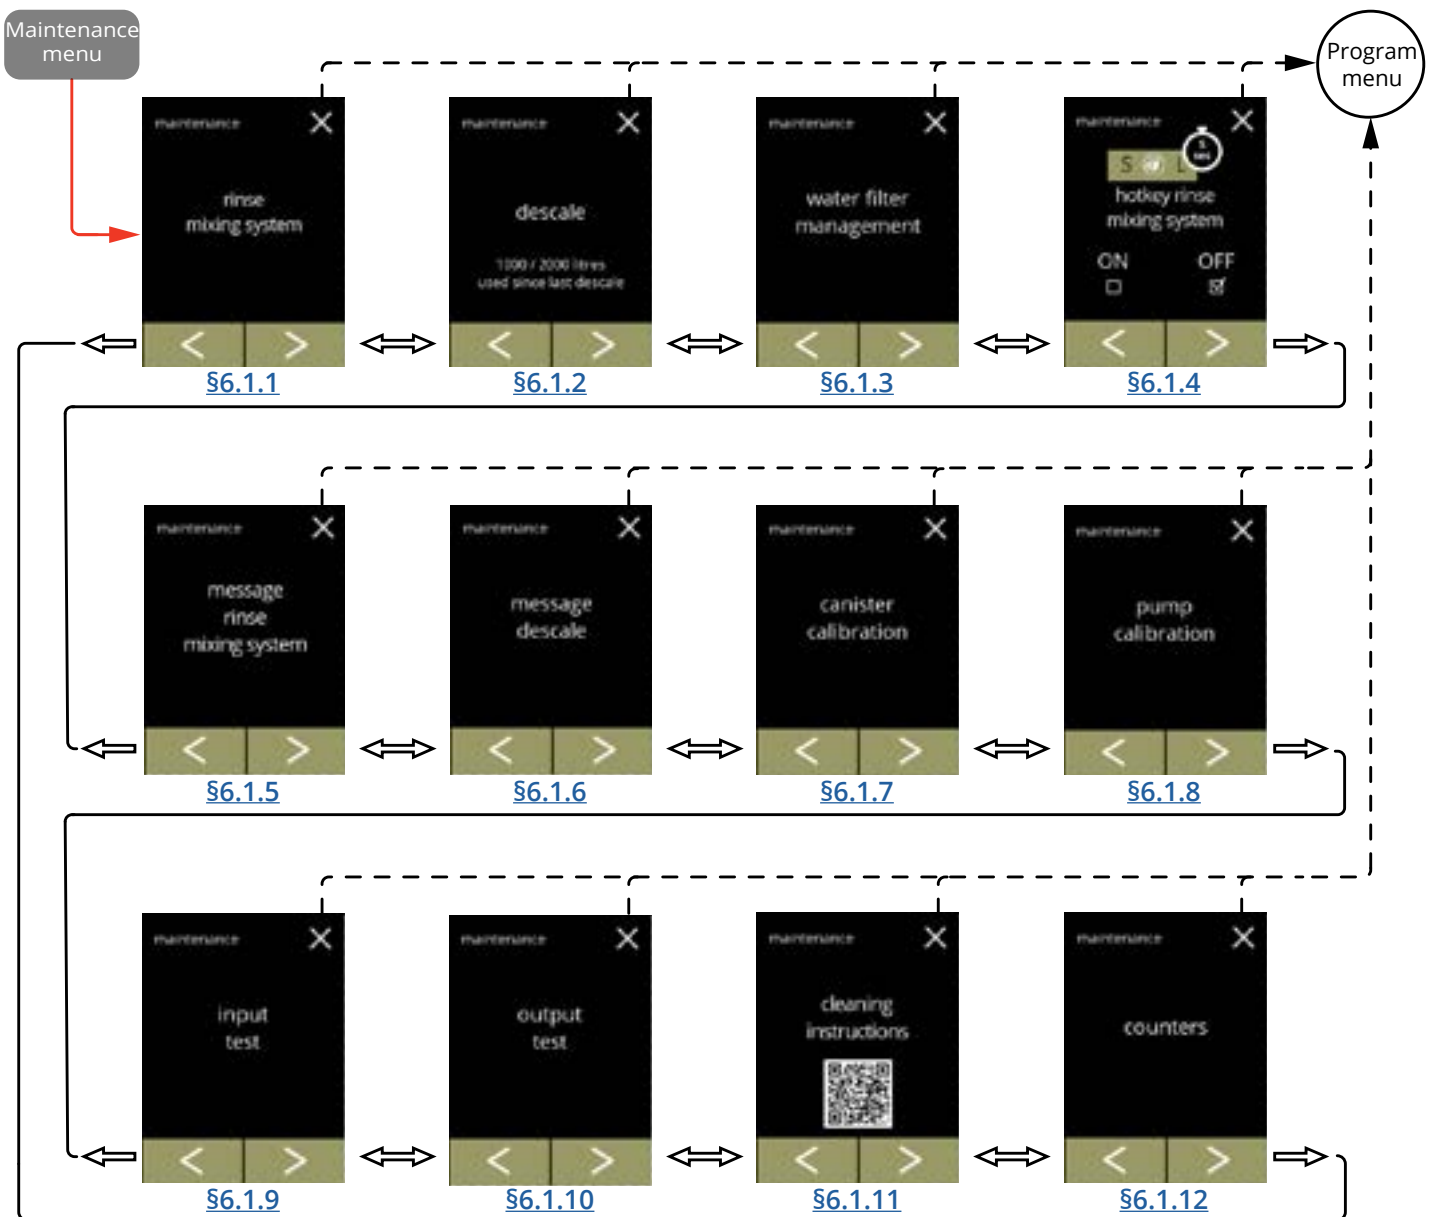 Maintenance
menu
Program
menu
maintenance
rinse
mixing system
§6.1.1
maintenance
descale
1000 / 2000 litres
used since last descale
§6.1.2
maintenance
water filter
management
§6.1.3
maintenance
5
sec
S L
hotkey rinse
mixing system
ON OFF
§6.1.4
maintenance
message
rinse
mixing system
§6.1.5
maintenance
message
descale
§6.1.6
maintenance
canister
calibration
§6.1.7
maintenance
pump
calibration
§6.1.8
maintenance
input
test
§6.1.9
maintenance
output
test
§6.1.10
maintenance
cleaning
instructions
§6.1.11
maintenance
counters
§6.1.12